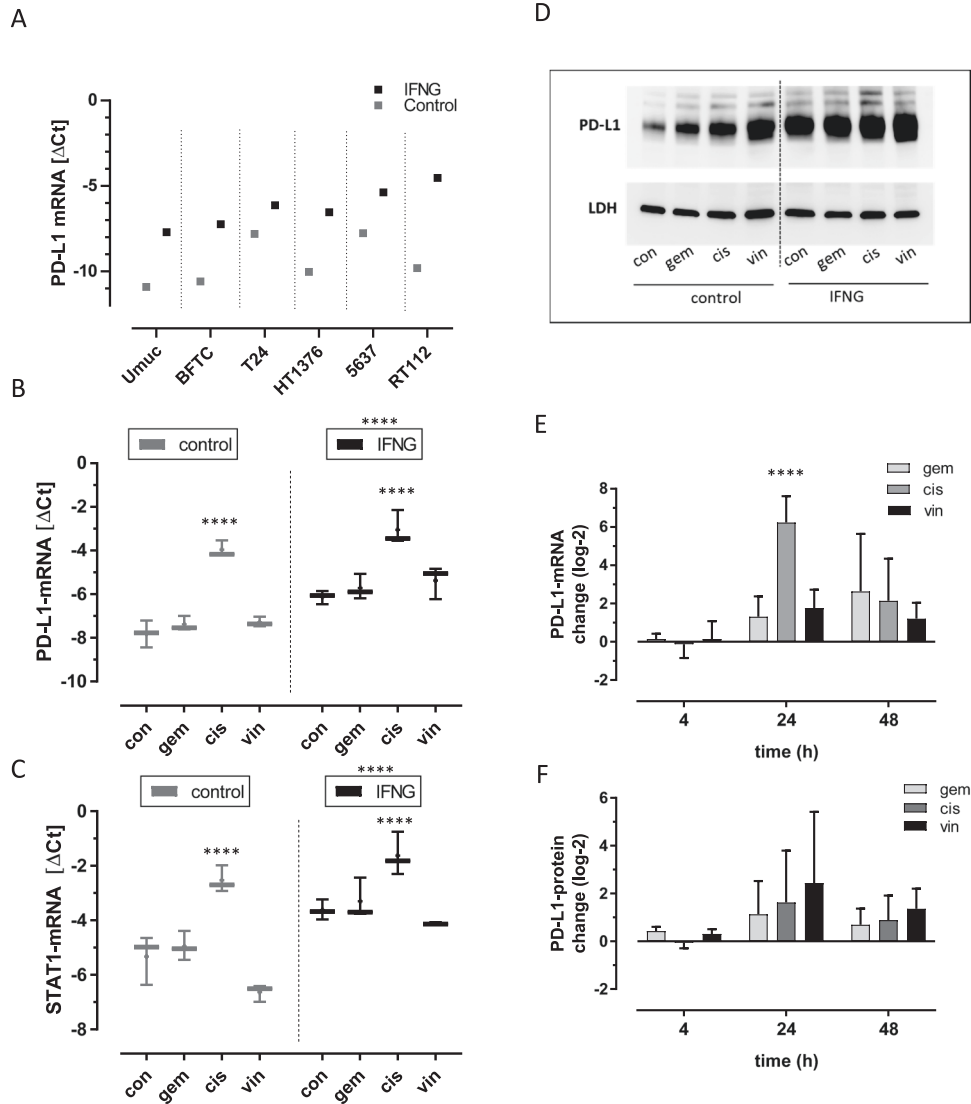 A
IFNG
Control
PD-L1 mRNA [ΔCt]
0
-5
-10
Umuc
BFTC
T24
HT1376
5637
RT112
B
control
****
IFNG
PD-L1-mRNA [ΔCt]
0
-2
-4
-6
-8
-10
****
****
con
gem
cis
vin
con
gem
cis
vin
C
control
****
IFNG
STAT1-mRNA [ΔCt]
0
-2
-4
-6
-8
****
****
con
gem
cis
vin
con
gem
cis
vin
D
PD-L1
LDH
con
gem
cis
vin
con
gem
cis
vin
control
IFNG
E
gem
cis
vin
PD-L1-mRNA
change (log-2)
8
6
4
2
0
-2
****
4
24
48
time (h)
F
gem
cis
vin
PD-L1-protein
change (log-2)
6
4
2
0
-2
4
24
48
time (h)